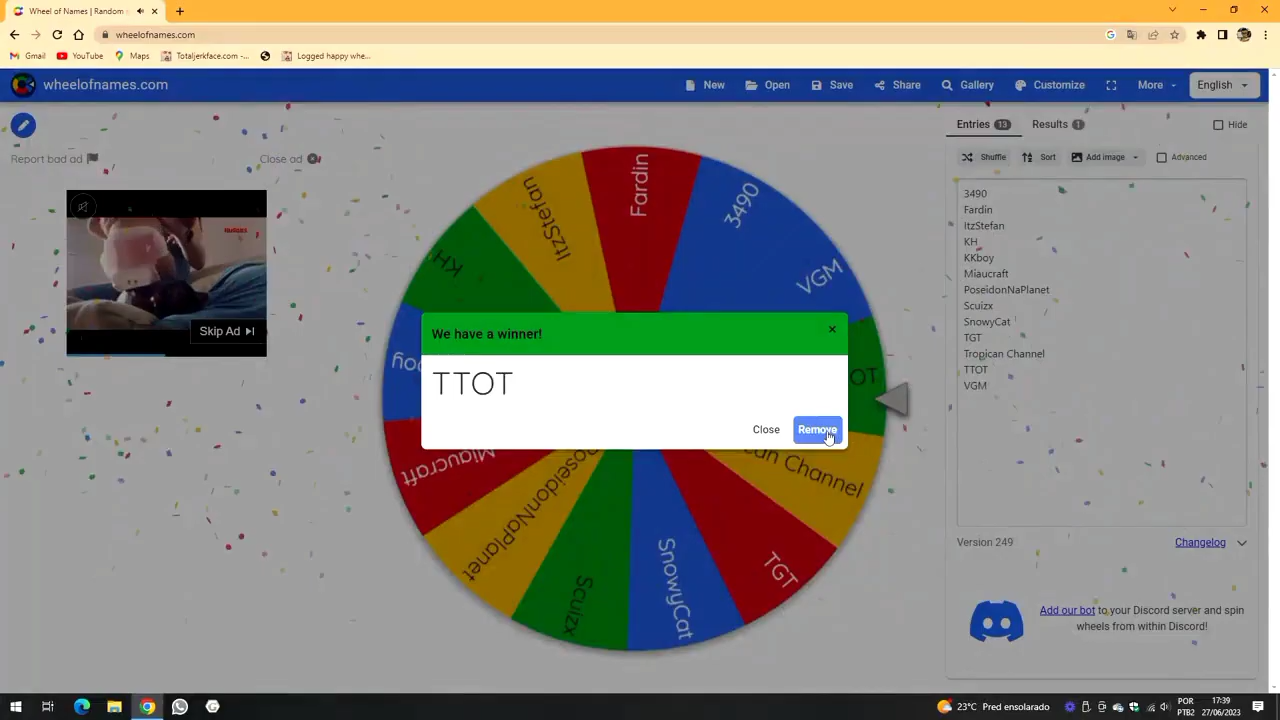 Wheel of Names | Random
wheelofnames.com
Gmail
YouTube
Maps
Totaljerkface.com -...
Logged happy whe...
wheelofnames.com
New
Open
Save
Share
Gallery
Customize
More
English
Report bad ad
Close ad
Skip Ad
Fardin
3490
VGM
TOT
can Channel
TGT
SnowyCat
Scuizx
PoseidonNaPlanet
Miaucraft
boy
KH
ItzStefan
We have a winner!
TTOT
Close
Remove
Entries 13
Results 1
Hide
Shuffle
Sort
Add image
Advanced
3490
Fardin
ItzStefan
KH
KKboy
Miaucraft
PoseidonNaPlanet
Scuizx
SnowyCat
TGT
Trogican Channel
TTOT
VGM
Version 249
Changelog
Add our bot to your Discord server and spin
wheels from within Discord!
23°C Pred ensolarado
POR
PTB2
17:39
27/06/2023